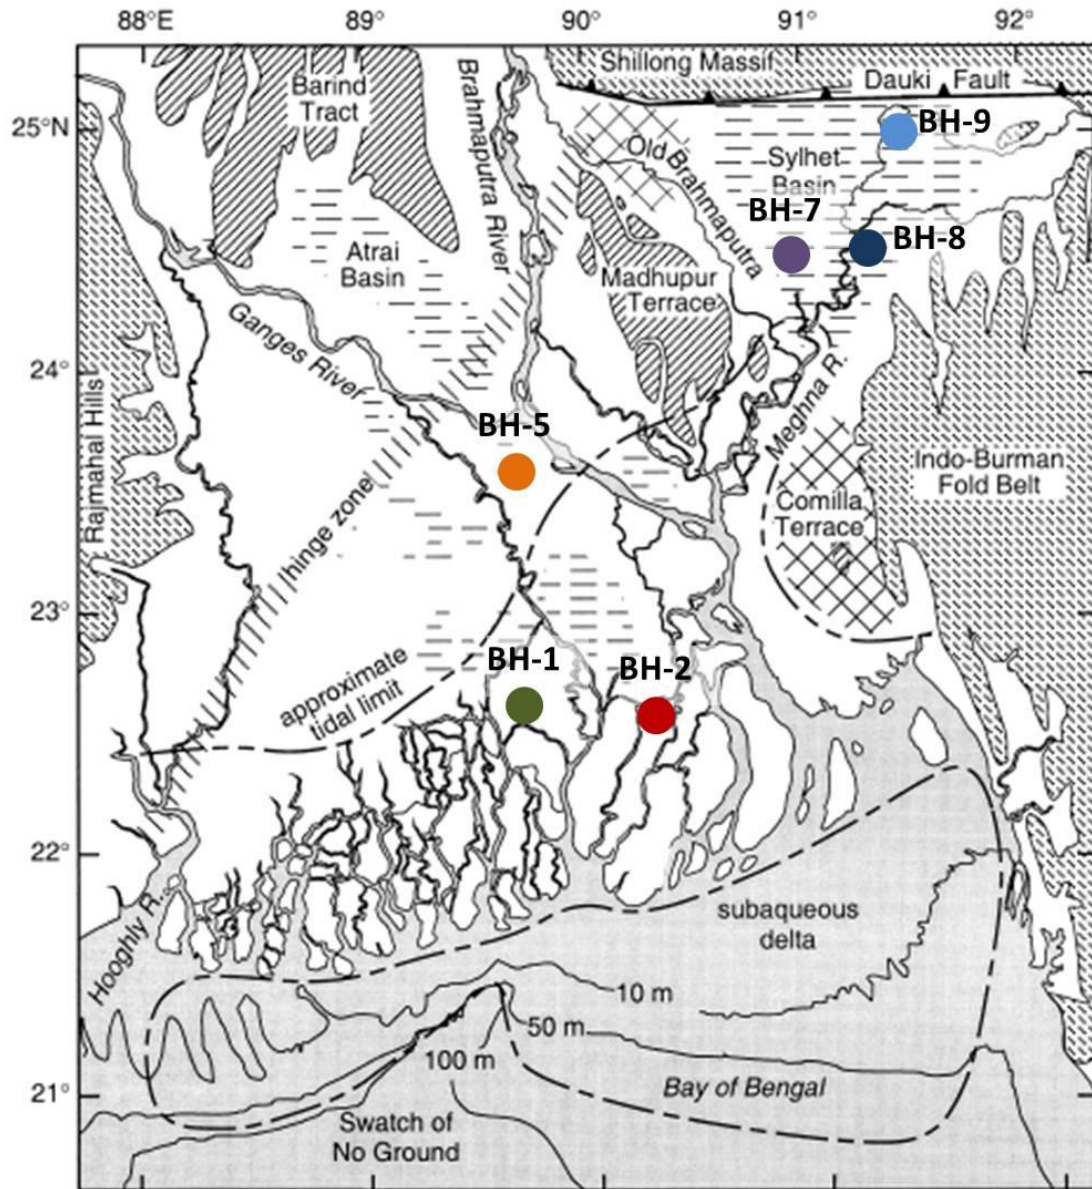 88°E 89° 90° 91° 92°
Shillong Massif
Dauki Fault
Barind
Tract
Brahmaputra River
25°N
BH-9
Old Brahmaputra
Sylhet
Basin
BH-7
BH-8
Atrai
Basin
Madhupur
Terrace
Ganges River
24°
Meghna R.
Rajmahal Hills
BH-5
Indo-Burman
Fold Belt
Comilla
Terrace
hinge zone
23°
approximate
tidal limit
BH-1
BH-2
22°
Hooghly R.
subaqueous
delta
10 m
50 m
100 m
21°
Bay of Bengal
Swatch of
No Ground